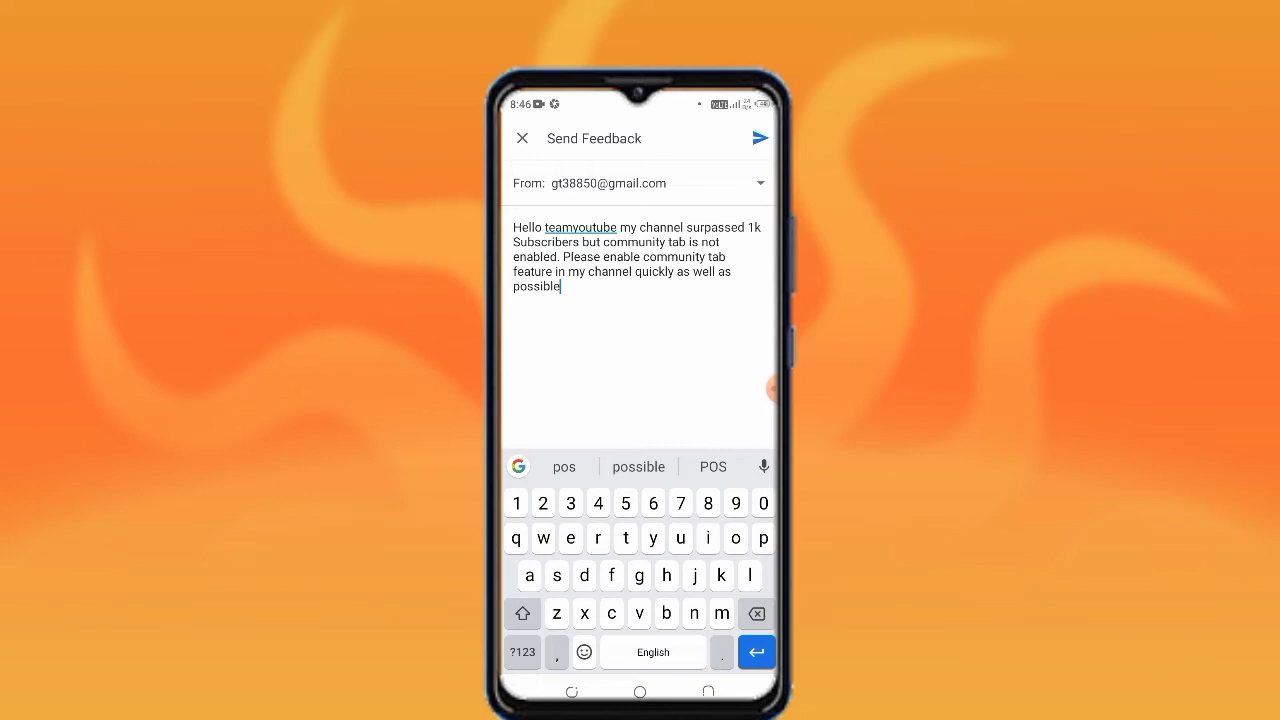 8:46
Send Feedback
From: gt38850@gmail.com
Hello teamyoutube my channel surpassed 1k
Subscribers but community tab is not
enabled. Please enable community tab
feature in my channel quickly as well as
possible
pos possible POS
1 2 3 4 5 6 7 8 9 0
q w e r t y u i o p
a s d f g h j k l
z x c v b n m
?123 , English .